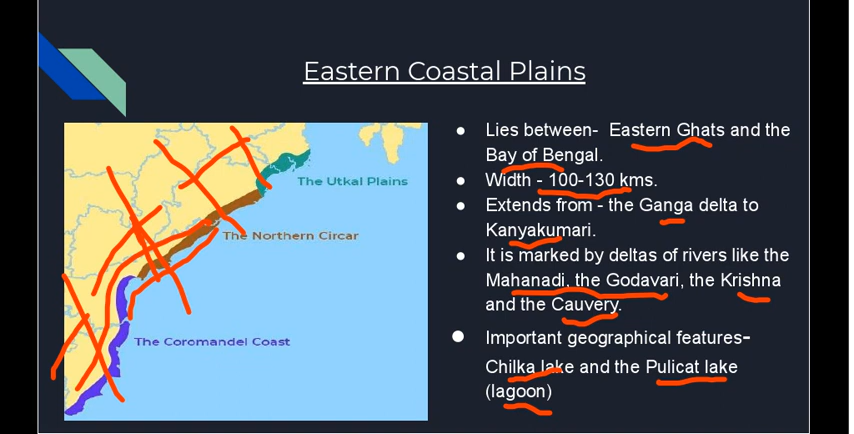 Eastern Coastal Plains
The Utkal Plains
The Northern Circar
The Coromandel Coast
● Lies between- Eastern Ghats and the
Bay of Bengal.
● Width - 100-130 kms.
● Extends from - the Ganga delta to
Kanyakumari.
● It is marked by deltas of rivers like the
Mahanadi, the Godavari, the Krishna
and the Cauvery.
● Important geographical features-
Chilka lake and the Pulicat lake
(lagoon)